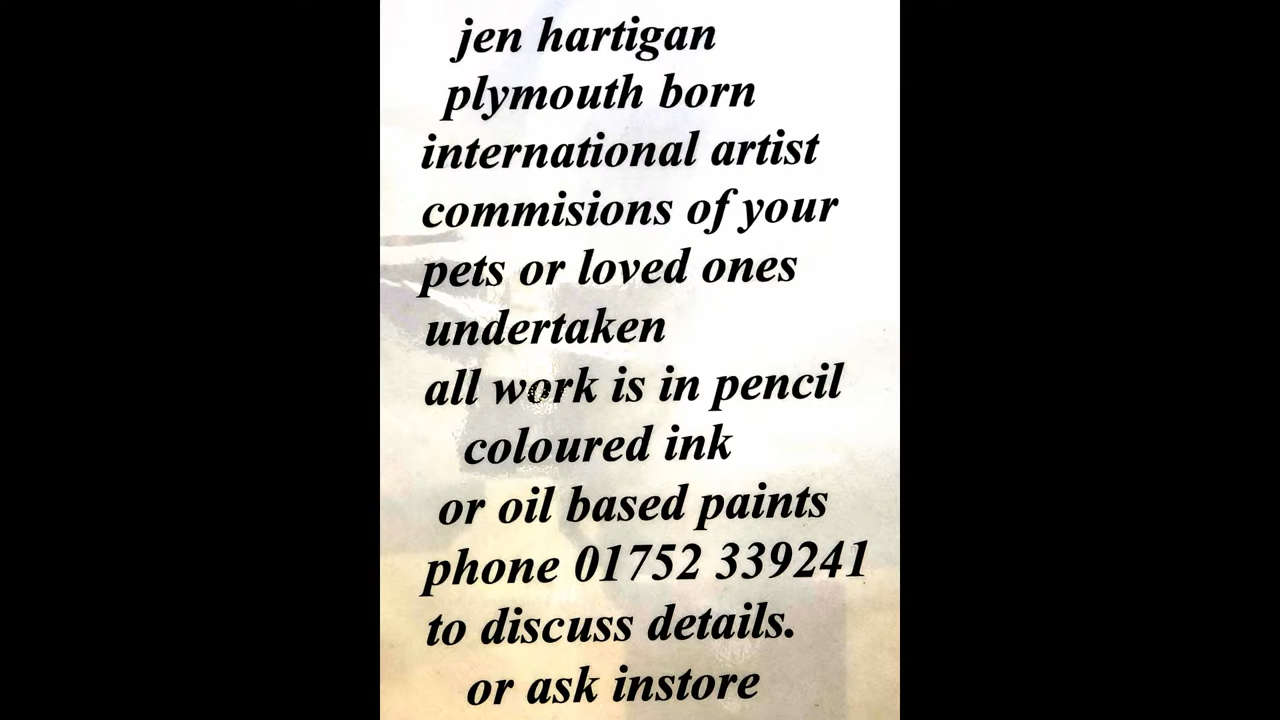 jen hartigan
plymouth born
international artist
commisions of your
pets or loved ones
undertaken
all work is in pencil
coloured ink
or oil based paints
phone 01752 339241
to discuss details.
or ask instore